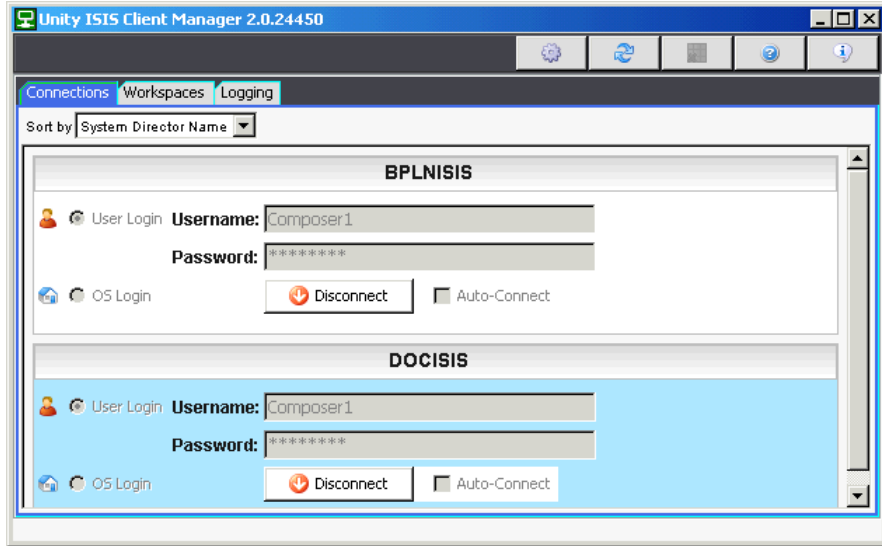 Unity ISIS Client Manager 2.0.24450
Connections Workspaces Logging
Sort by System Director Name
BPLNISIS
User Login Username: Composer1
Password: ********
OS Login Disconnect Auto-Connect
DOCISIS
User Login Username: Composer1
Password: ********
OS Login Disconnect Auto-Connect